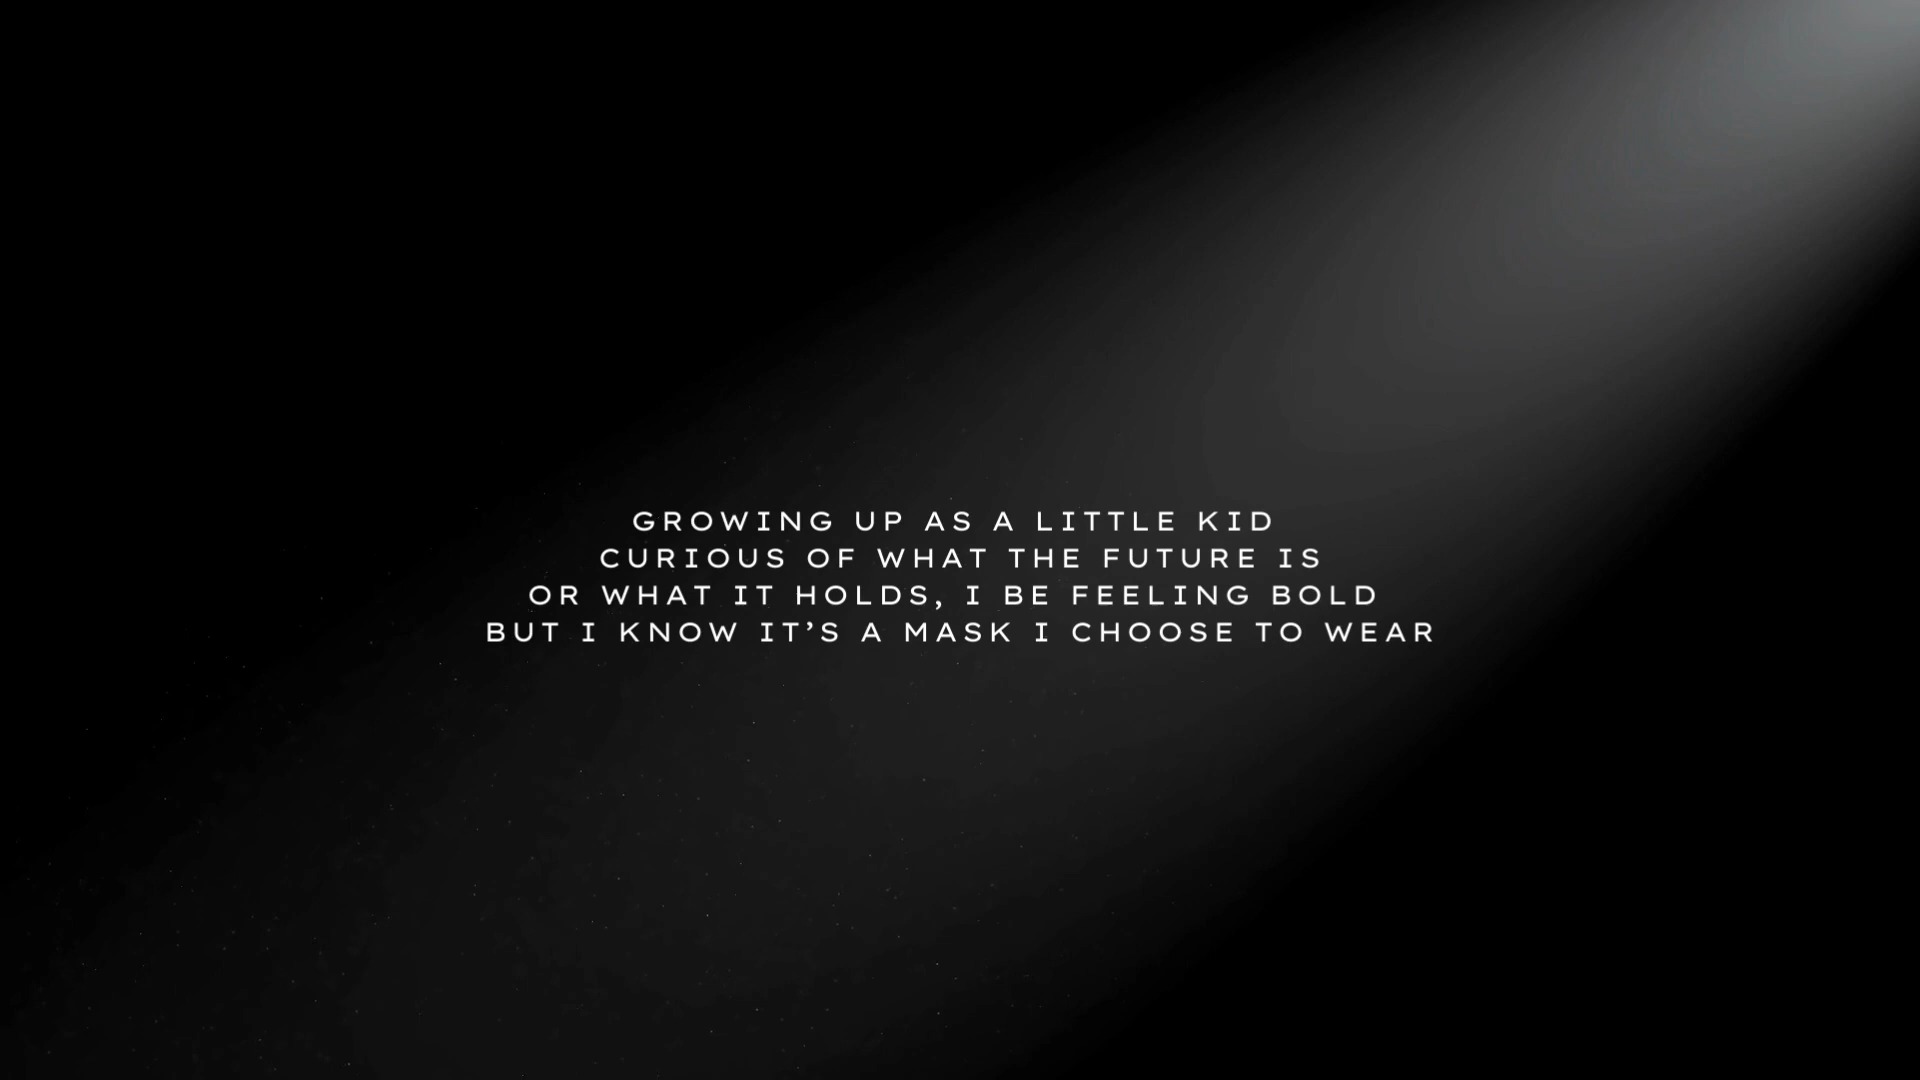 GROWING UP AS A LITTLE KID
CURIOUS OF WHAT THE FUTURE IS
OR WHAT IT HOLDS, I BE FEELING BOLD
BUT I KNOW IT’S A MASK I CHOOSE TO WEAR